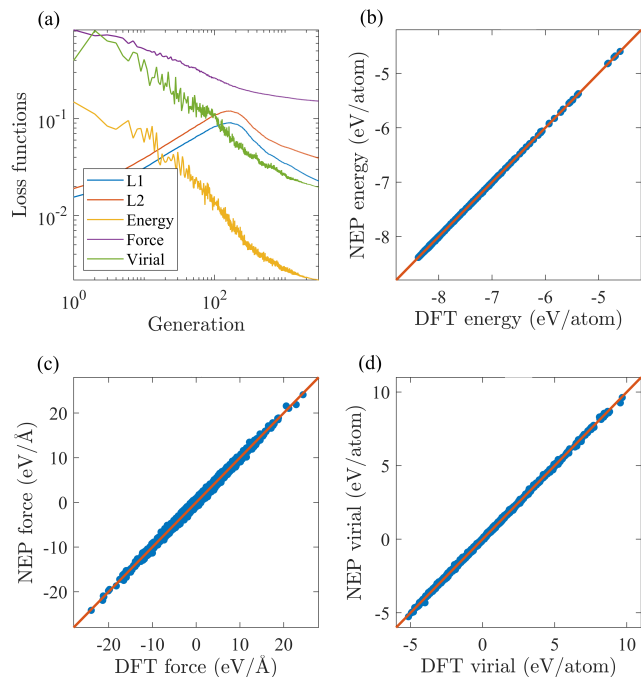 (a)
Loss functions
10^-1
10^-2
L1
L2
Energy
Force
Virial
10^0
10^2
Generation
(b)
NEP energy (eV/atom)
-5
-6
-7
-8
-8
-7
-6
-5
DFT energy (eV/atom)
(c)
NEP force (eV/Å)
20
10
0
-10
-20
-20
-10
0
10
20
DFT force (eV/Å)
(d)
NEP virial (eV/atom)
10
5
0
-5
-5
0
5
10
DFT virial (eV/atom)